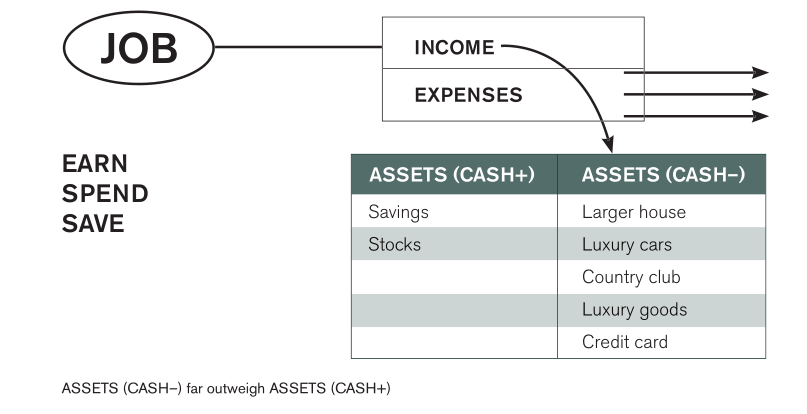 JOB
INCOME
EXPENSES
EARN
SPEND
SAVE
ASSETS (CASH+) ASSETS (CASH–)
Savings Larger house
Stocks Luxury cars
Country club
Luxury goods
Credit card
ASSETS (CASH–) far outweigh ASSETS (CASH+)